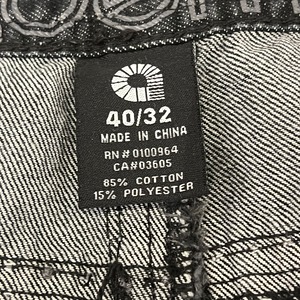 40/32
MADE IN CHINA
RN# 0100964
CA#03605
85% COTTON
15% POLYESTER